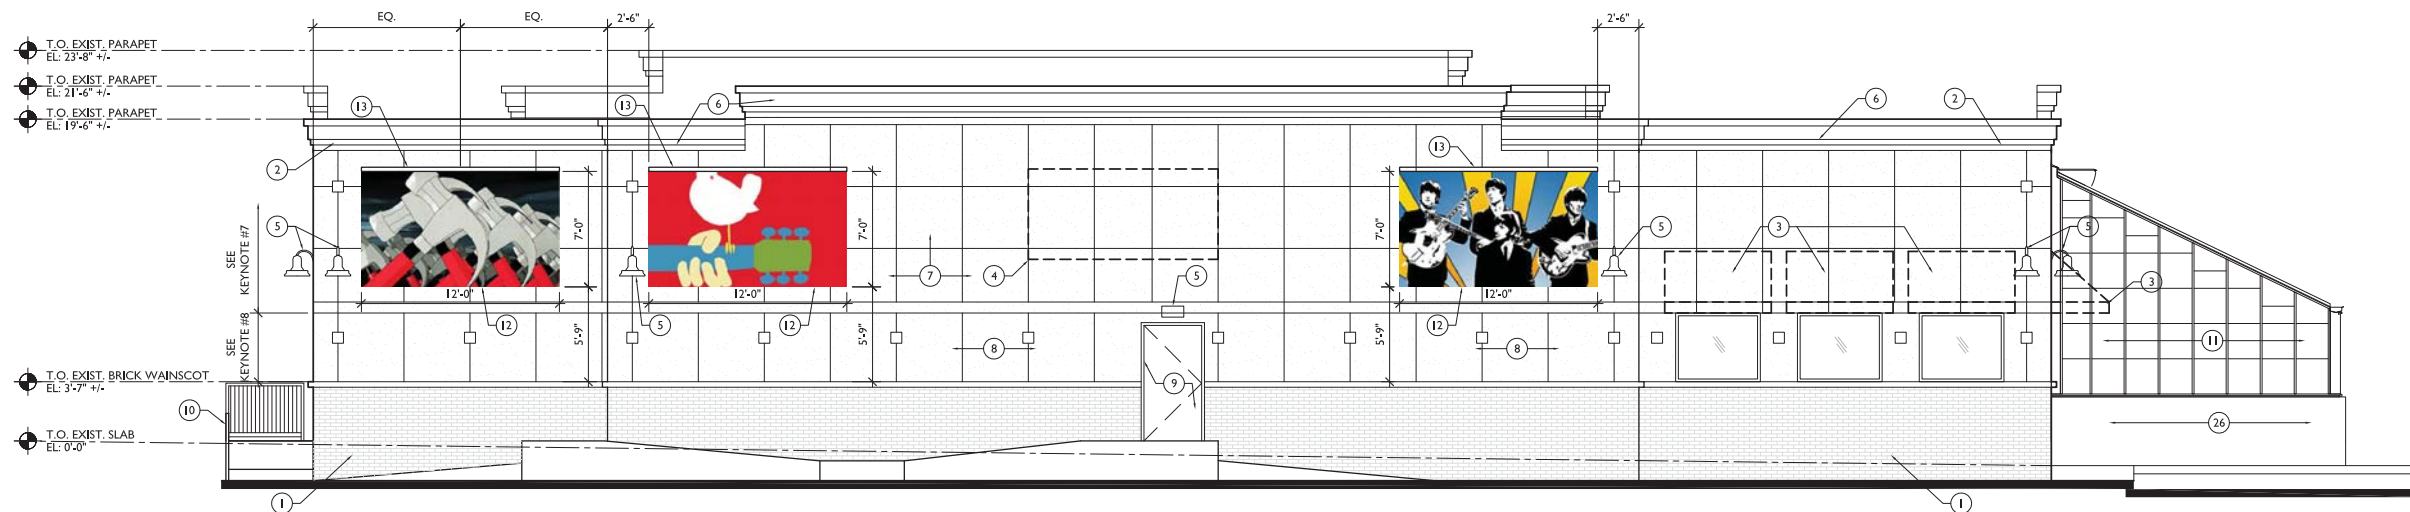 EQ.
EQ.
2'-6"
2'-6"
T.O. EXIST. PARAPET
EL: 23'-8" +/-
T.O. EXIST. PARAPET
EL: 21'-6" +/-
T.O. EXIST. PARAPET
EL: 19'-6" +/-
13
13
6
6
2
13
2
5
SEE
KEYNOTE #7
7'-0"
7'-0"
7'-0"
7
4
5
5
3
5
3
12'-0"
12'-0"
12'-0"
12
5
12
12
SEE
KEYNOTE #8
5'-9"
5'-9"
5'-9"
8
8
11
T.O. EXIST. BRICK WAINSCOT
EL: 3'-7" +/-
9
10
26
T.O. EXIST. SLAB
EL: 0'-0"
1
1